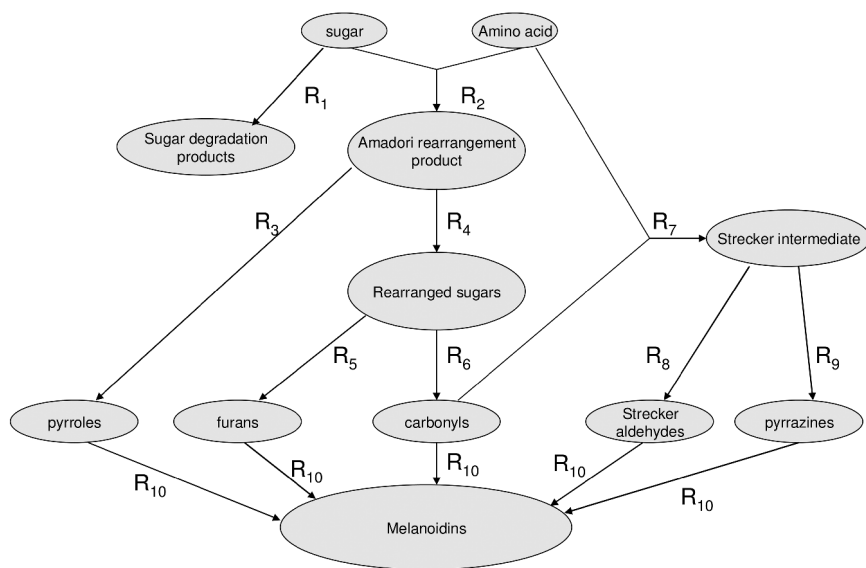 sugar
Amino acid
R1
R2
Sugar degradation
products
Amadori rearrangement
product
R3
R4
R7
Strecker intermediate
Rearranged sugars
R5
R6
R8
R9
pyrroles
furans
carbonyls
Strecker
aldehydes
pyrrazines
R10
R10
R10
R10
R10
Melanoidins